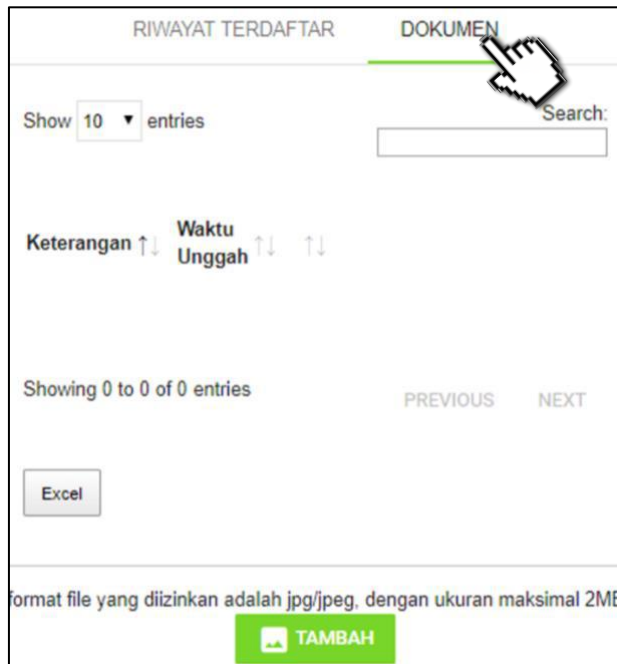 RIWAYAT TERDAFTAR DOKUMEN
Show 10 entries
Search:
Keterangan Waktu Unggah
Showing 0 to 0 of 0 entries
PREVIOUS NEXT
Excel
format file yang diizinkan adalah jpg/jpeg, dengan ukuran maksimal 2MB
TAMBAH